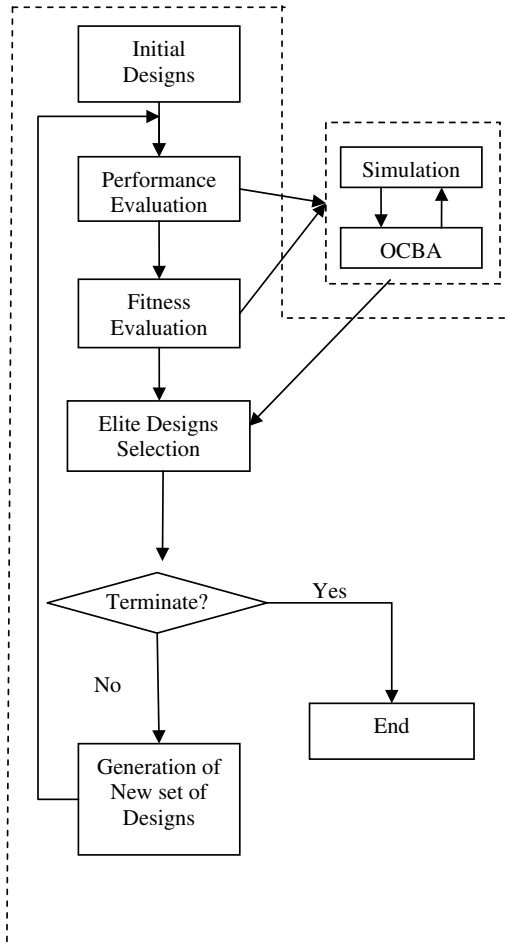 Initial
Designs
Performance
Evaluation
Simulation
OCBA
Fitness
Evaluation
Elite Designs
Selection
Terminate?
Yes
No
End
Generation of
New set of
Designs